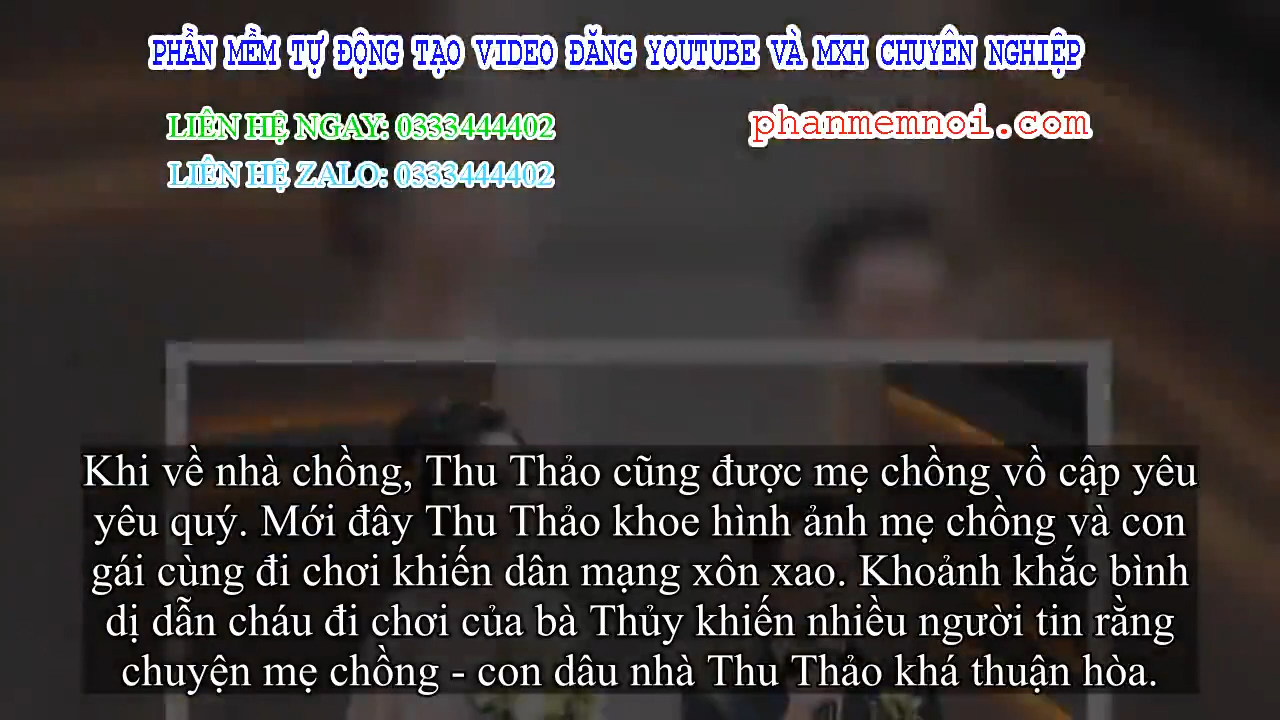 PHẦN MỀM TỰ ĐỘNG TẠO VIDEO ĐĂNG YOUTUBE VÀ MXH CHUYÊN NGHIỆP
LIÊN HỆ NGAY: 0333444402
phanmemnoi.com
LIÊN HỆ ZALO: 0333444402
Khi về nhà chồng, Thu Thảo cũng được mẹ chồng vồ cập yêu
yêu quý. Mới đây Thu Thảo khoe hình ảnh mẹ chồng và con
gái cùng đi chơi khiến dân mạng xôn xao. Khoảnh khắc bình
dị dẫn cháu đi chơi của bà Thủy khiến nhiều người tin rằng
chuyện mẹ chồng - con dâu nhà Thu Thảo khá thuận hòa.